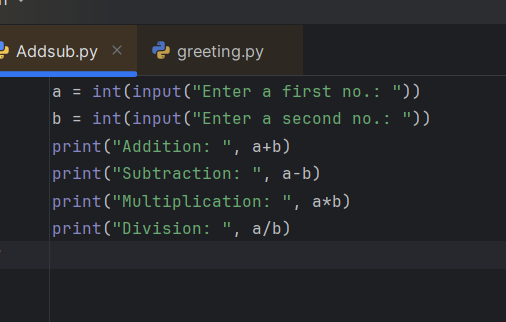 Addsub.py × greeting.py
a = int(input("Enter a first no.: "))
b = int(input("Enter a second no.: "))
print("Addition: ", a+b)
print("Subtraction: ", a-b)
print("Multiplication: ", a*b)
print("Division: ", a/b)